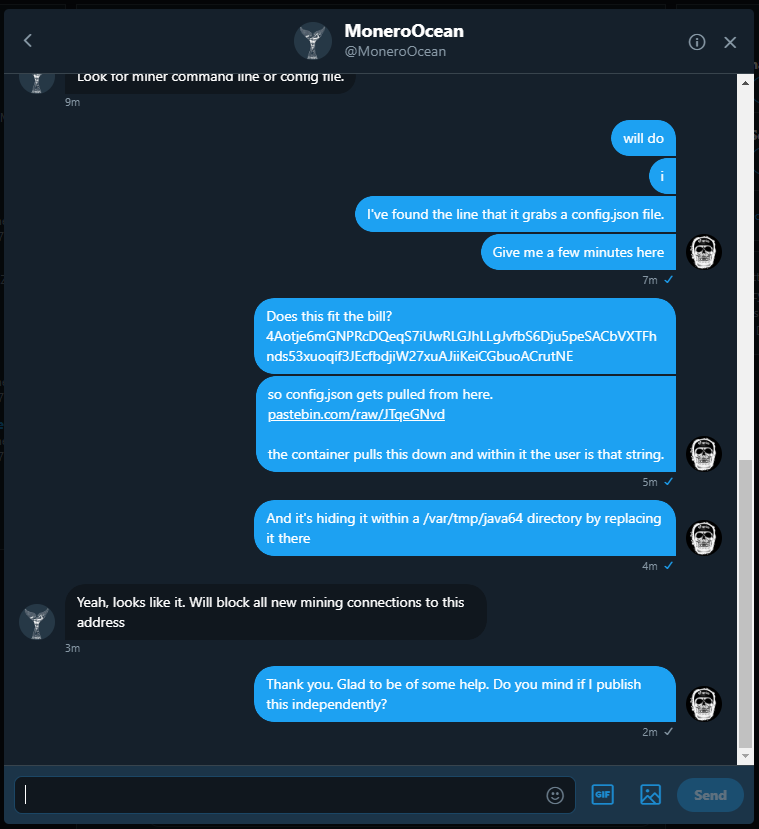 MoneroOcean
@MoneroOcean
Look for miner command line or config file.
9m
will do
i
I've found the line that it grabs a config.json file.
Give me a few minutes here
7m
Does this fit the bill?
4Aotje6mGNPRcDQeqS7iUwRLGJhLLgJvfbS6Dju5peSACbVXTFh
nds53xuoqif3JEcfbdjiW27xuAJiiKeiCGbuoACrutNE
so config.json gets pulled from here.
pastebin.com/raw/JTqeGNvd
the container pulls this down and within it the user is that string.
5m
And it's hiding it within a /var/tmp/java64 directory by replacing
it there
4m
Yeah, looks like it. Will block all new mining connections to this
address
3m
Thank you. Glad to be of some help. Do you mind if I publish
this independently?
2m
GIF
Send